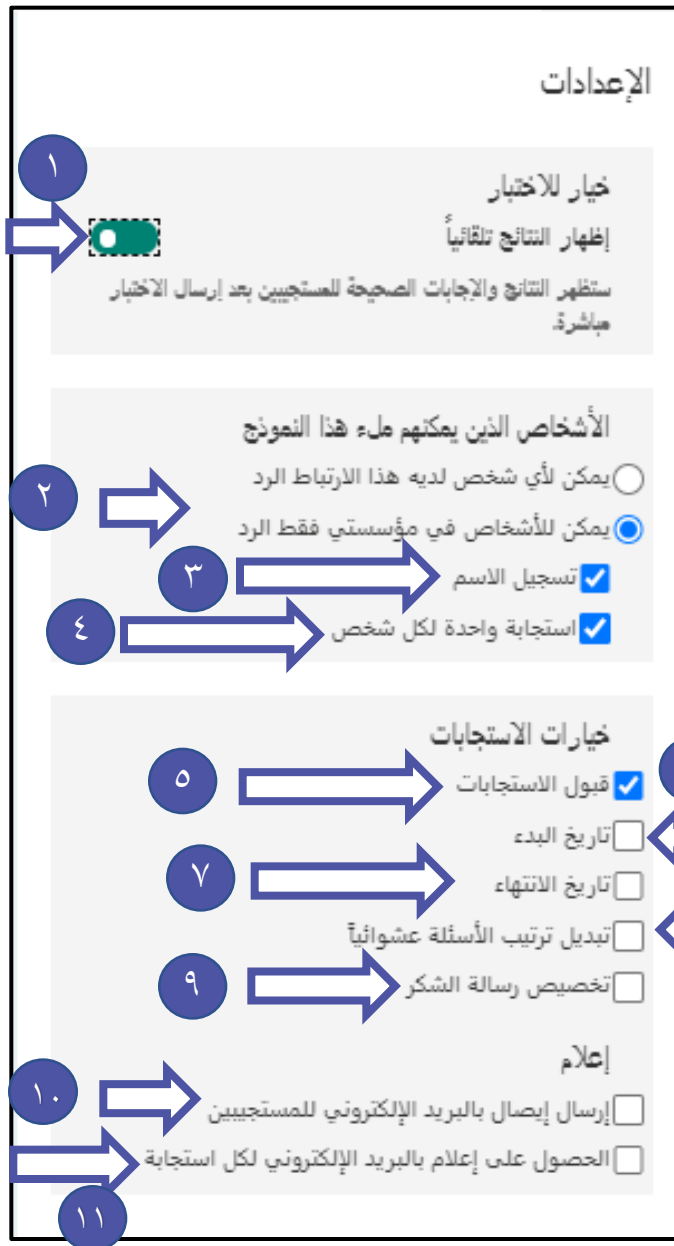 الإعدادات
١
خيار للاختبار
إظهار النتائج تلقائياً
ستظهر النتائج والإجابات الصحيحة للمستجيبين بعد إرسال الاختبار
مباشرة.
الأشخاص الذين يمكنهم ملء هذا النموذج
يمكن لأي شخص لديه هذا الارتباط الرد
٢
يمكن للأشخاص في مؤسستي فقط الرد
تسجيل الاسم
٣
استجابة واحدة لكل شخص
٤
خيارات الاستجابات
قبول الاستجابات
٥
تاريخ البدء
تاريخ الانتهاء
٧
تبديل ترتيب الأسئلة عشوائياً
تخصيص رسالة الشكر
٩
إعلام
إرسال إيصال بالبريد الإلكتروني للمستجيبين
١٠
الحصول على إعلام بالبريد الإلكتروني لكل استجابة
١١